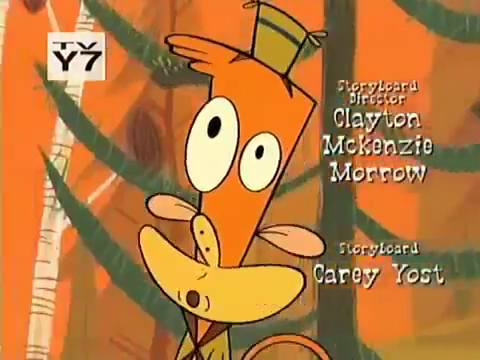 TV
Y7
Storyboard
Director
Clayton
Mckenzie
Morrow
Storyboard
Carey Yost